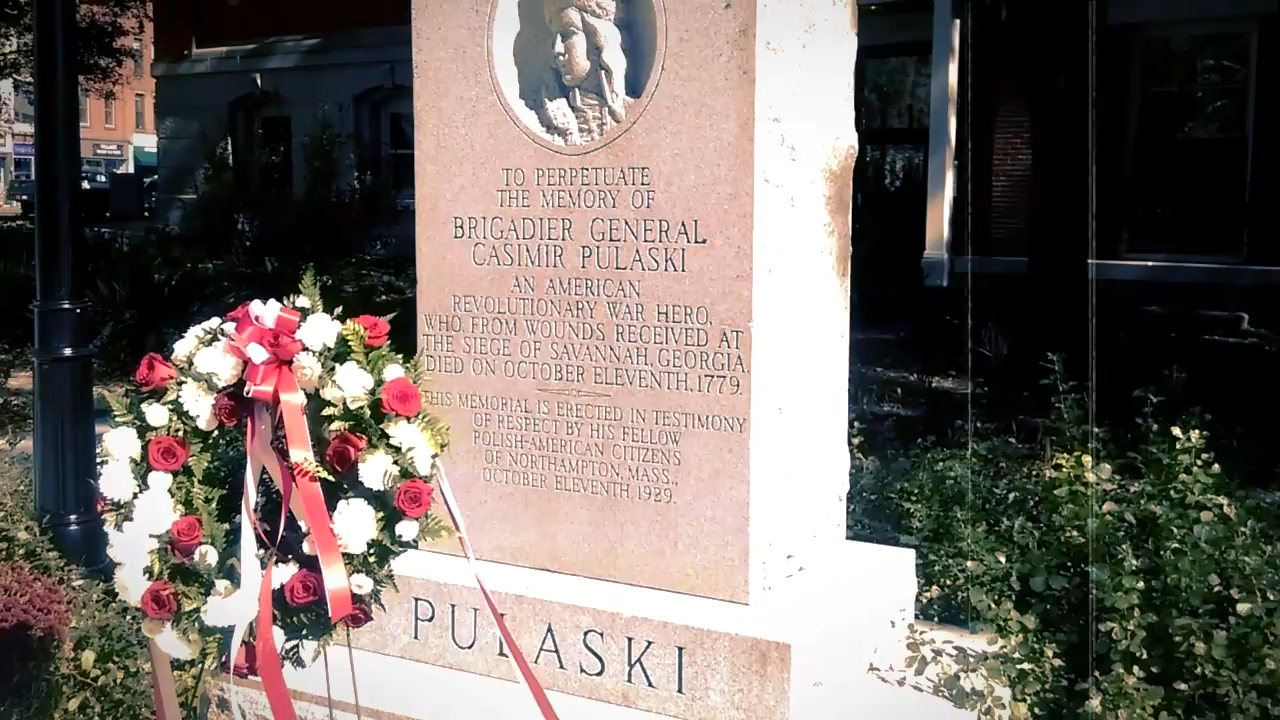 TO PERPETUATE
THE MEMORY OF
BRIGADIER GENERAL
CASIMIR PULASKI
AN AMERICAN
REVOLUTIONARY WAR HERO,
WHO, FROM WOUNDS RECEIVED AT
THE SIEGE OF SAVANNAH, GEORGIA,
DIED ON OCTOBER ELEVENTH, 1779.
THIS MEMORIAL IS ERECTED IN TESTIMONY
OF RESPECT BY HIS FELLOW
POLISH-AMERICAN CITIZENS
OF NORTHAMPTON, MASS.,
OCTOBER ELEVENTH, 1929.
PULASKI